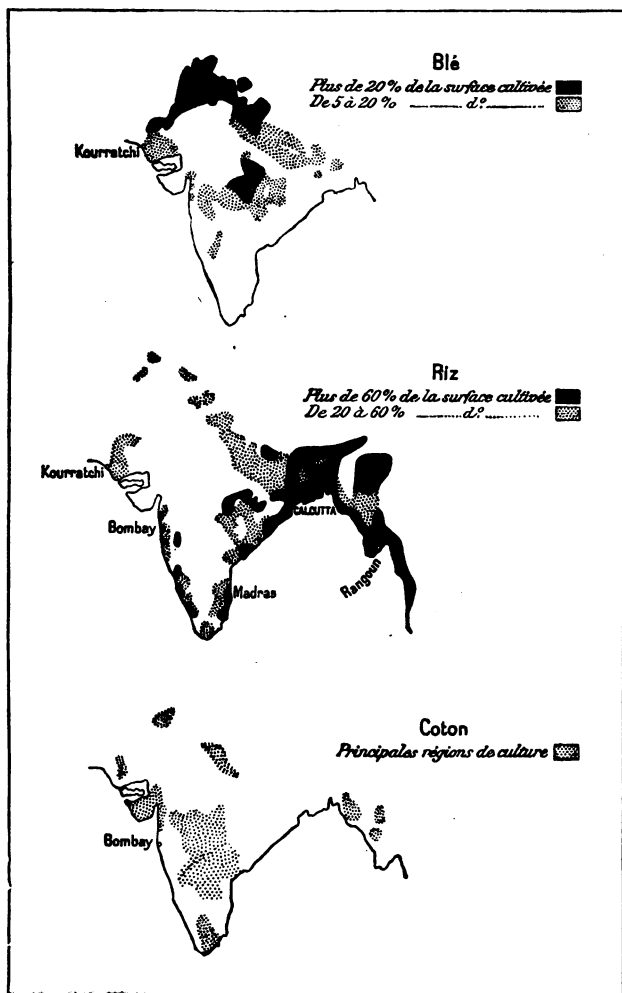 Blé
Plus de 20% de la surface cultivée
De 5 à 20% d?
Kourratchi
Riz
Plus de 60% de la surface cultivée
De 20 à 60% d?
Kourratchi
CALCUTTA
Bombay
Madras
Rangoun
Coton
Principales régions de culture
Bombay